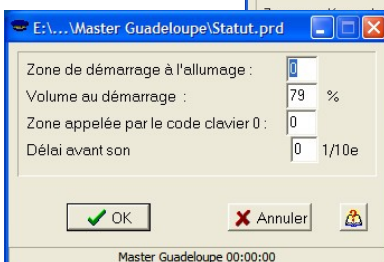 E:\...\Master Guadeloupe\Statut.prd
Zone de démarrage à l'allumage : 0
Volume au démarrage : 79 %
Zone appelée par le code clavier 0 : 0
Délai avant son 0 1/10e
OK Annuler
Master Guadeloupe 00:00:00